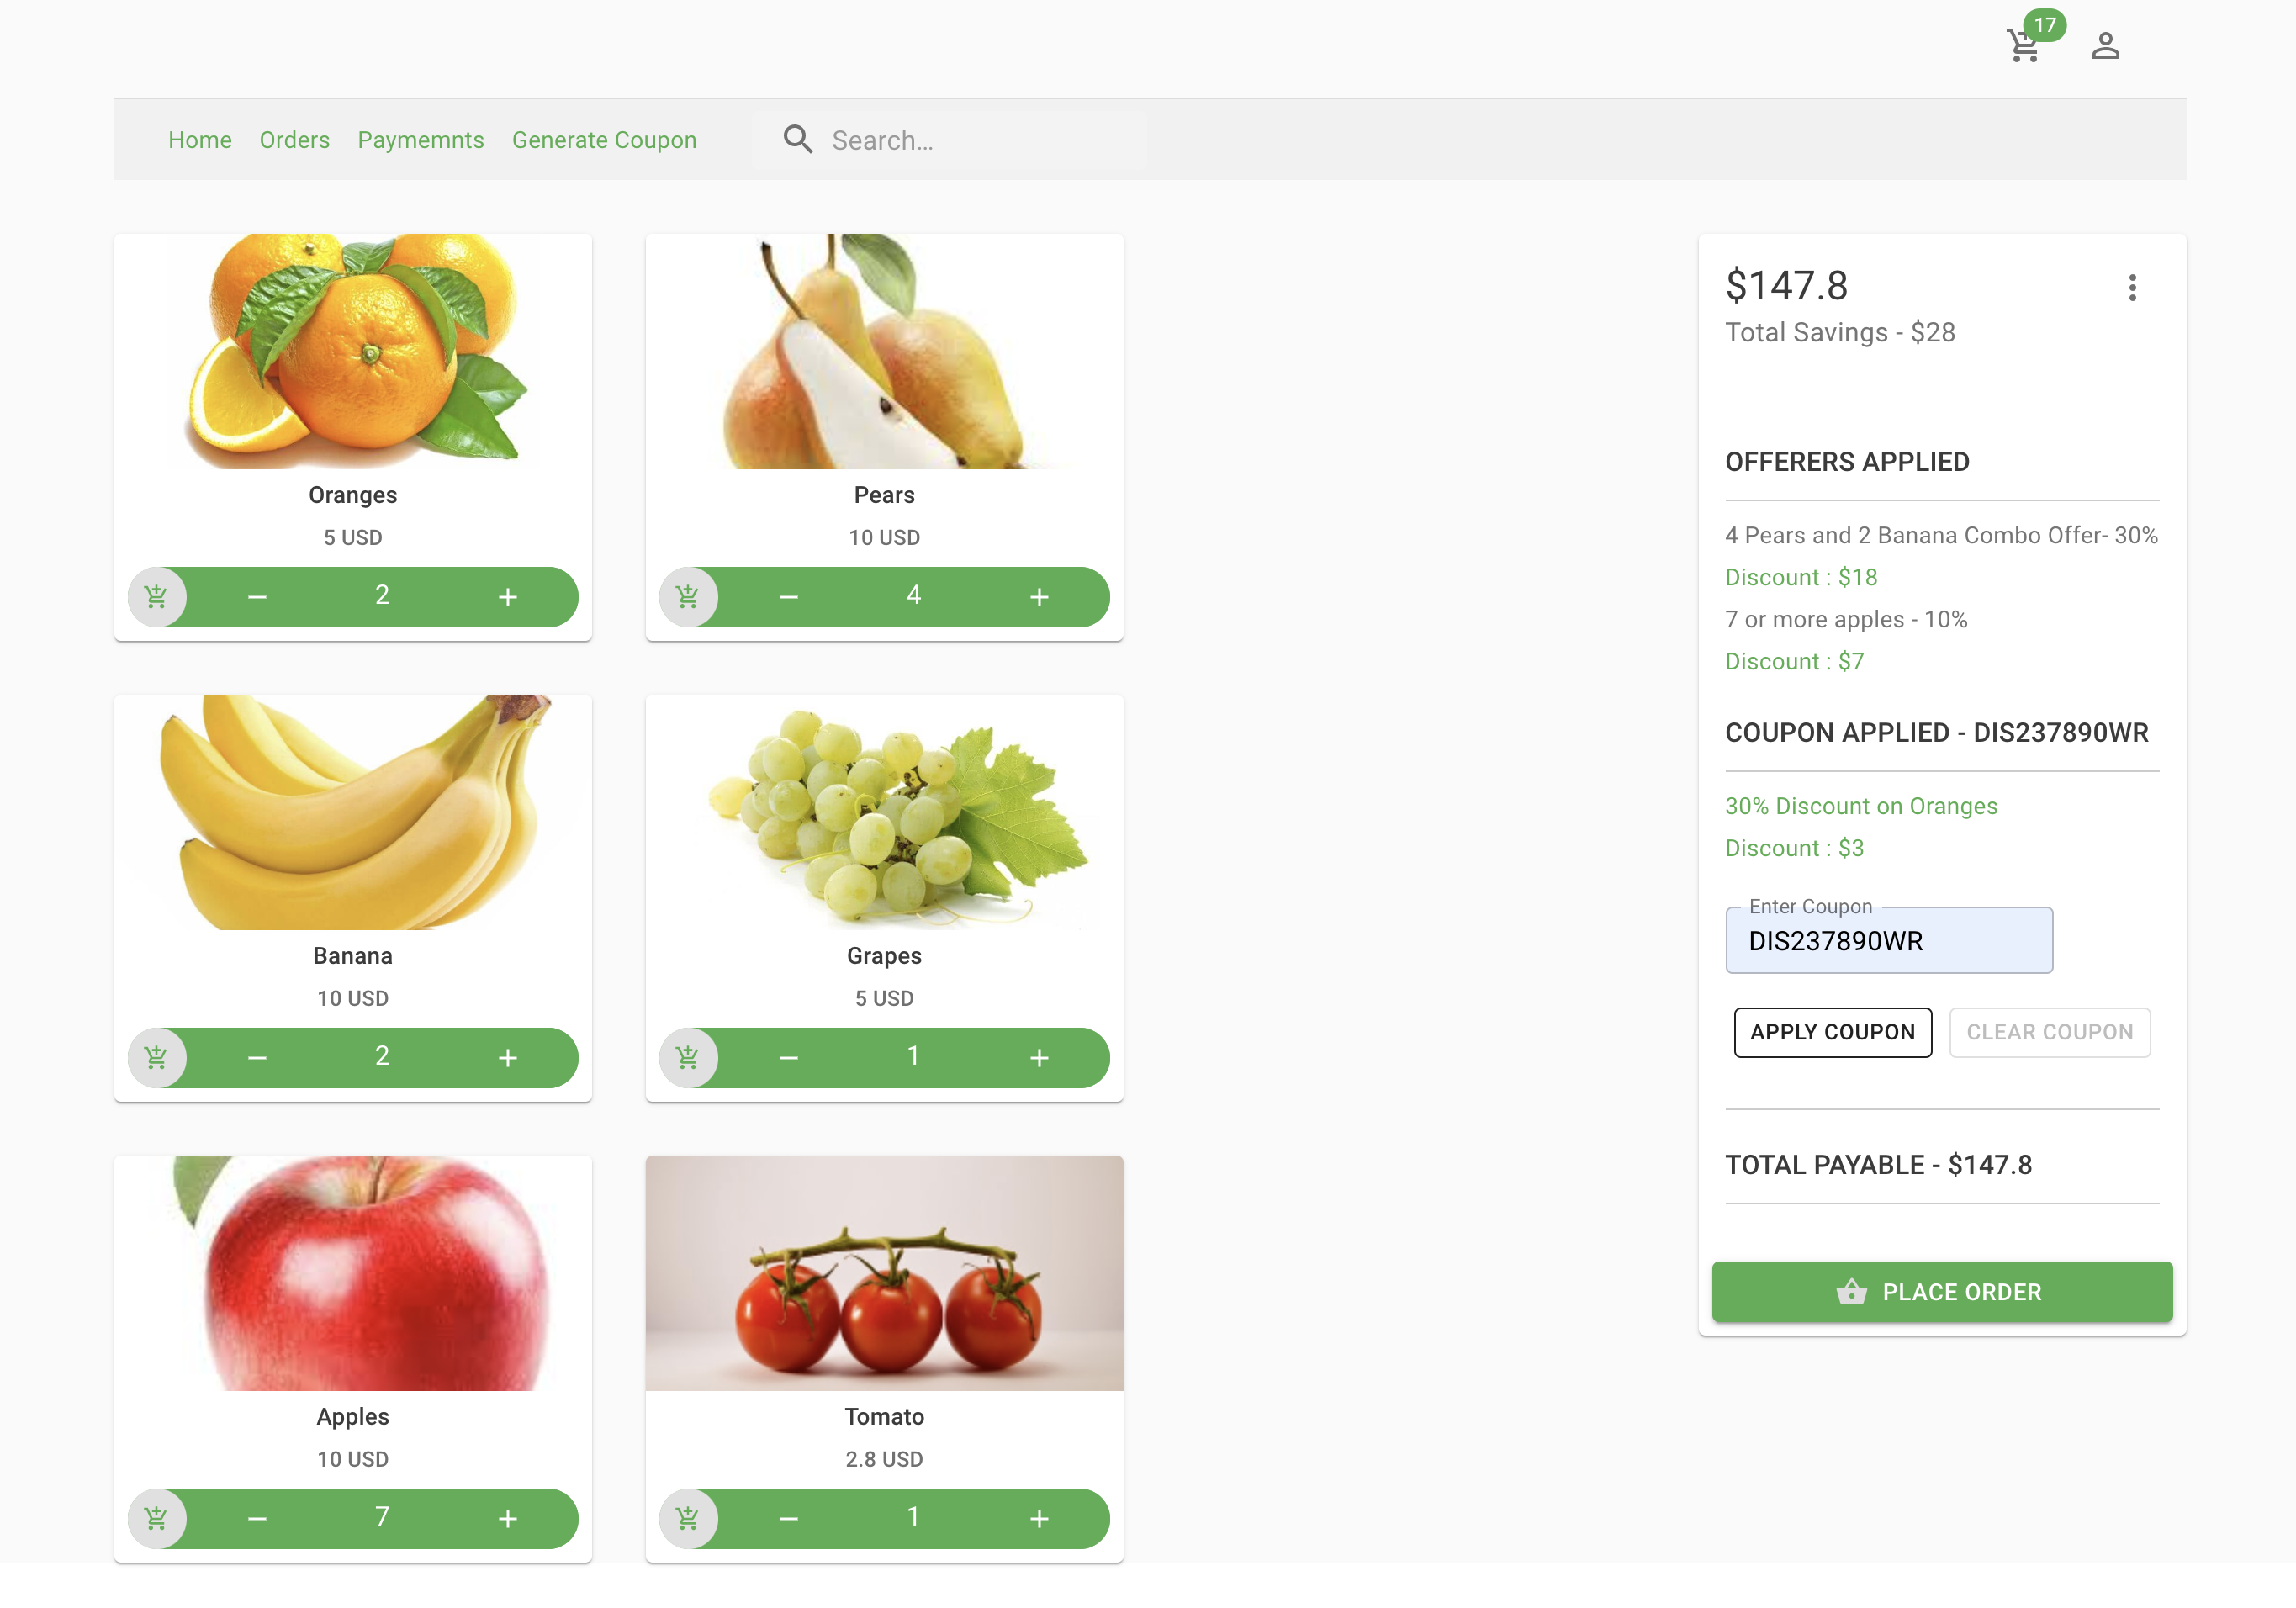 17
Home Orders Paymemnts Generate Coupon Search...
Oranges
5 USD
2
Pears
10 USD
4
Banana
10 USD
2
Grapes
5 USD
1
Apples
10 USD
7
Tomato
2.8 USD
1
$147.8
Total Savings - $28
OFFERERS APPLIED
4 Pears and 2 Banana Combo Offer- 30%
Discount : $18
7 or more apples - 10%
Discount : $7
COUPON APPLIED - DIS237890WR
30% Discount on Oranges
Discount : $3
Enter Coupon
DIS237890WR
APPLY COUPON CLEAR COUPON
TOTAL PAYABLE - $147.8
PLACE ORDER